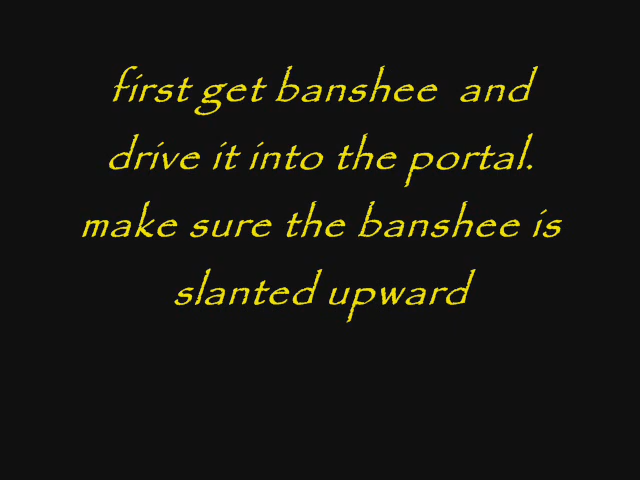 first get banshee and
drive it into the portal.
make sure the banshee is
slanted upward